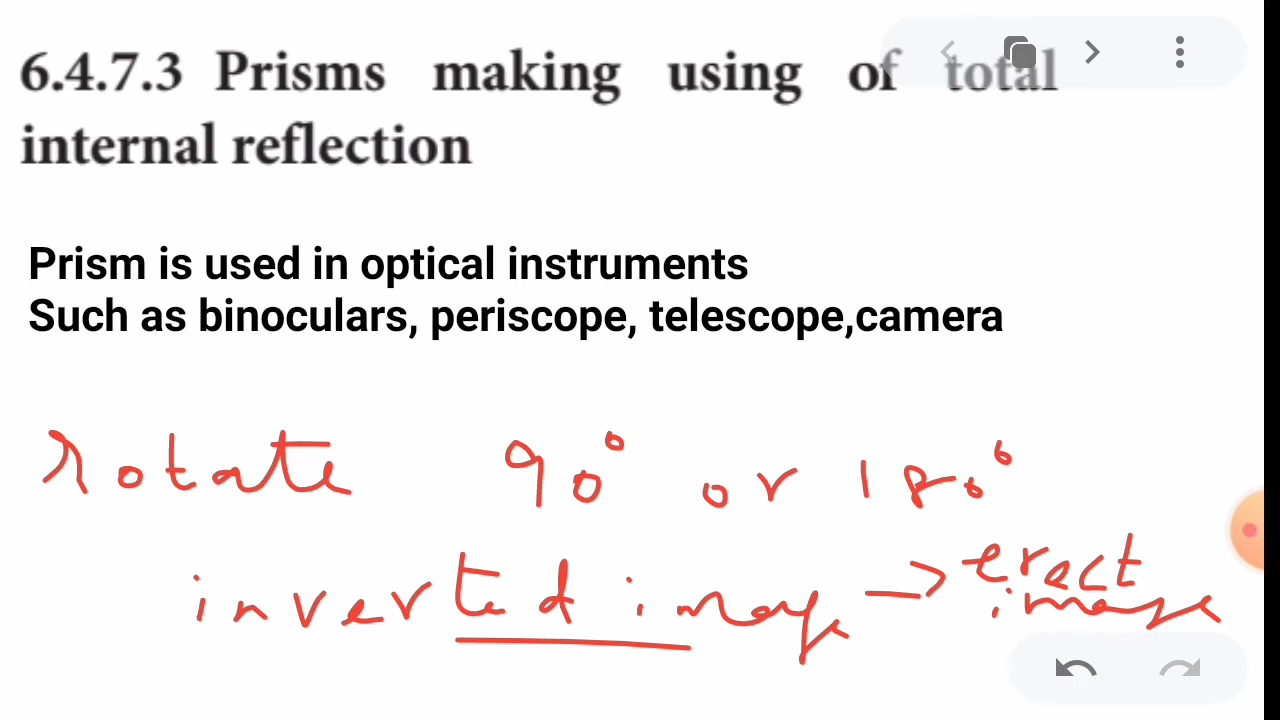 6.4.7.3 Prisms making using of total
internal reflection
Prism is used in optical instruments
Such as binoculars, periscope, telescope,camera
rotate 90° or 180°
inverted image → erect
image